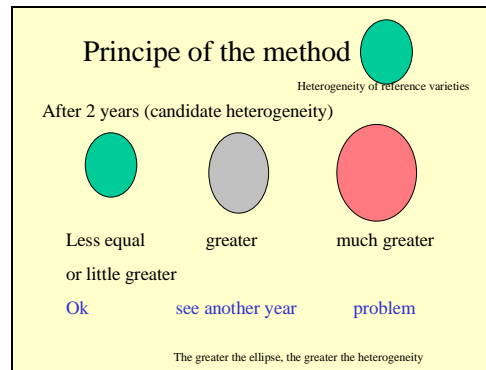 Principe of the method
Heterogeneity of reference varieties
After 2 years (candidate heterogeneity)
Less equal greater much greater
or little greater
Ok see another year problem
The greater the ellipse, the greater the heterogeneity